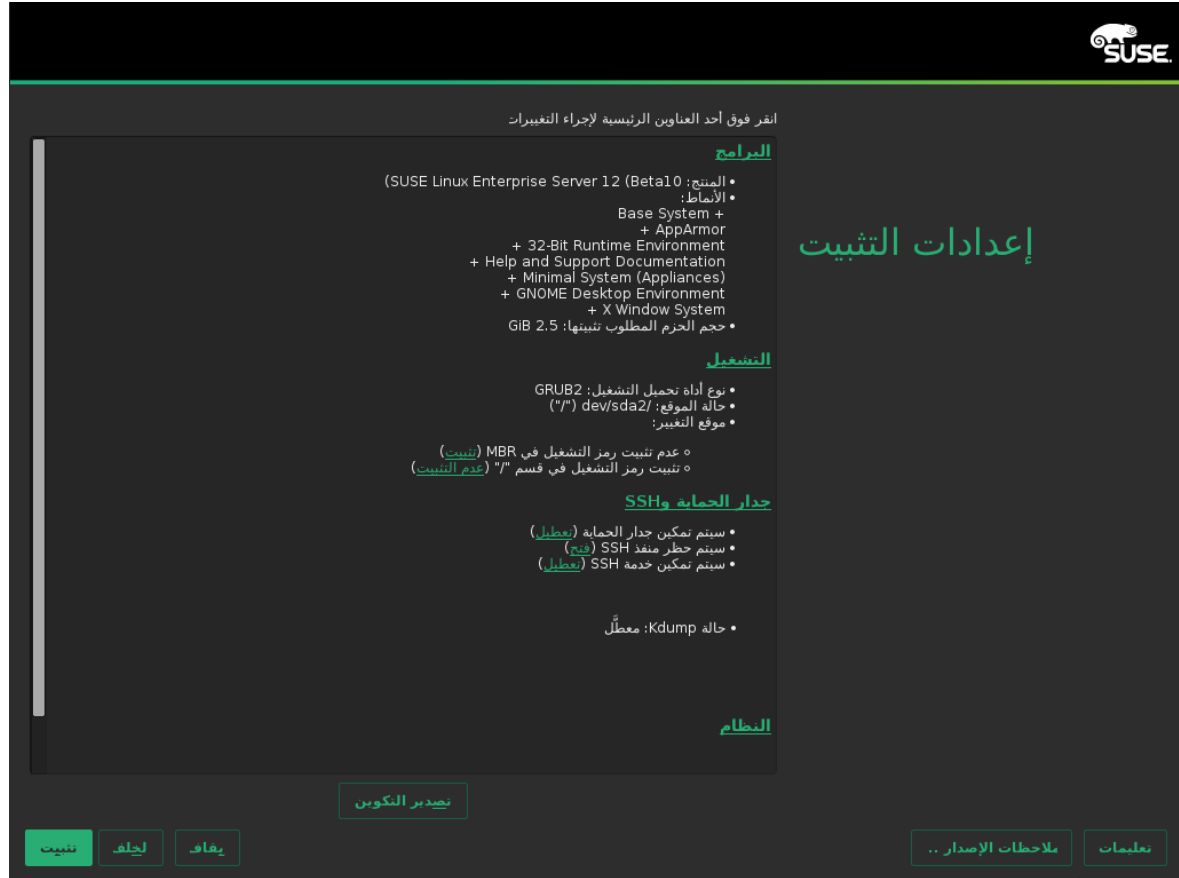 SUSE.
انقر فوق أحد العناوين الرئيسية لإجراء التغييرات
إعدادات التثبيت
البرامج
• المنتج: SUSE Linux Enterprise Server 12 (Beta10)
• الأنماط:
Base System +
+ AppArmor
+ 32-Bit Runtime Environment
+ Help and Support Documentation
+ Minimal System (Appliances)
+ GNOME Desktop Environment
+ X Window System
• حجم الحزم المطلوب تثبيتها: 2.5 GiB
التشغيل
• نوع أداة تحميل التشغيل: GRUB2
• حالة الموقع: /dev/sda2 ("/")
• موقع التغيير:
عدم تثبيت رمز التشغيل في MBR (تثبيت)
تثبيت رمز التشغيل في قسم "/" (عدم التثبيت)
جدار الحماية وSSH
• سيتم تمكين جدار الحماية (تعطيل)
• سيتم حظر منفذ SSH (فتح)
• سيتم تمكين خدمة SSH (تعطيل)
• حالة Kdump: معطَّل
النظام
تصدير التكوين
تعليمات
ملاحظات الإصدار ..
يقاف
لخلف
تثبيت